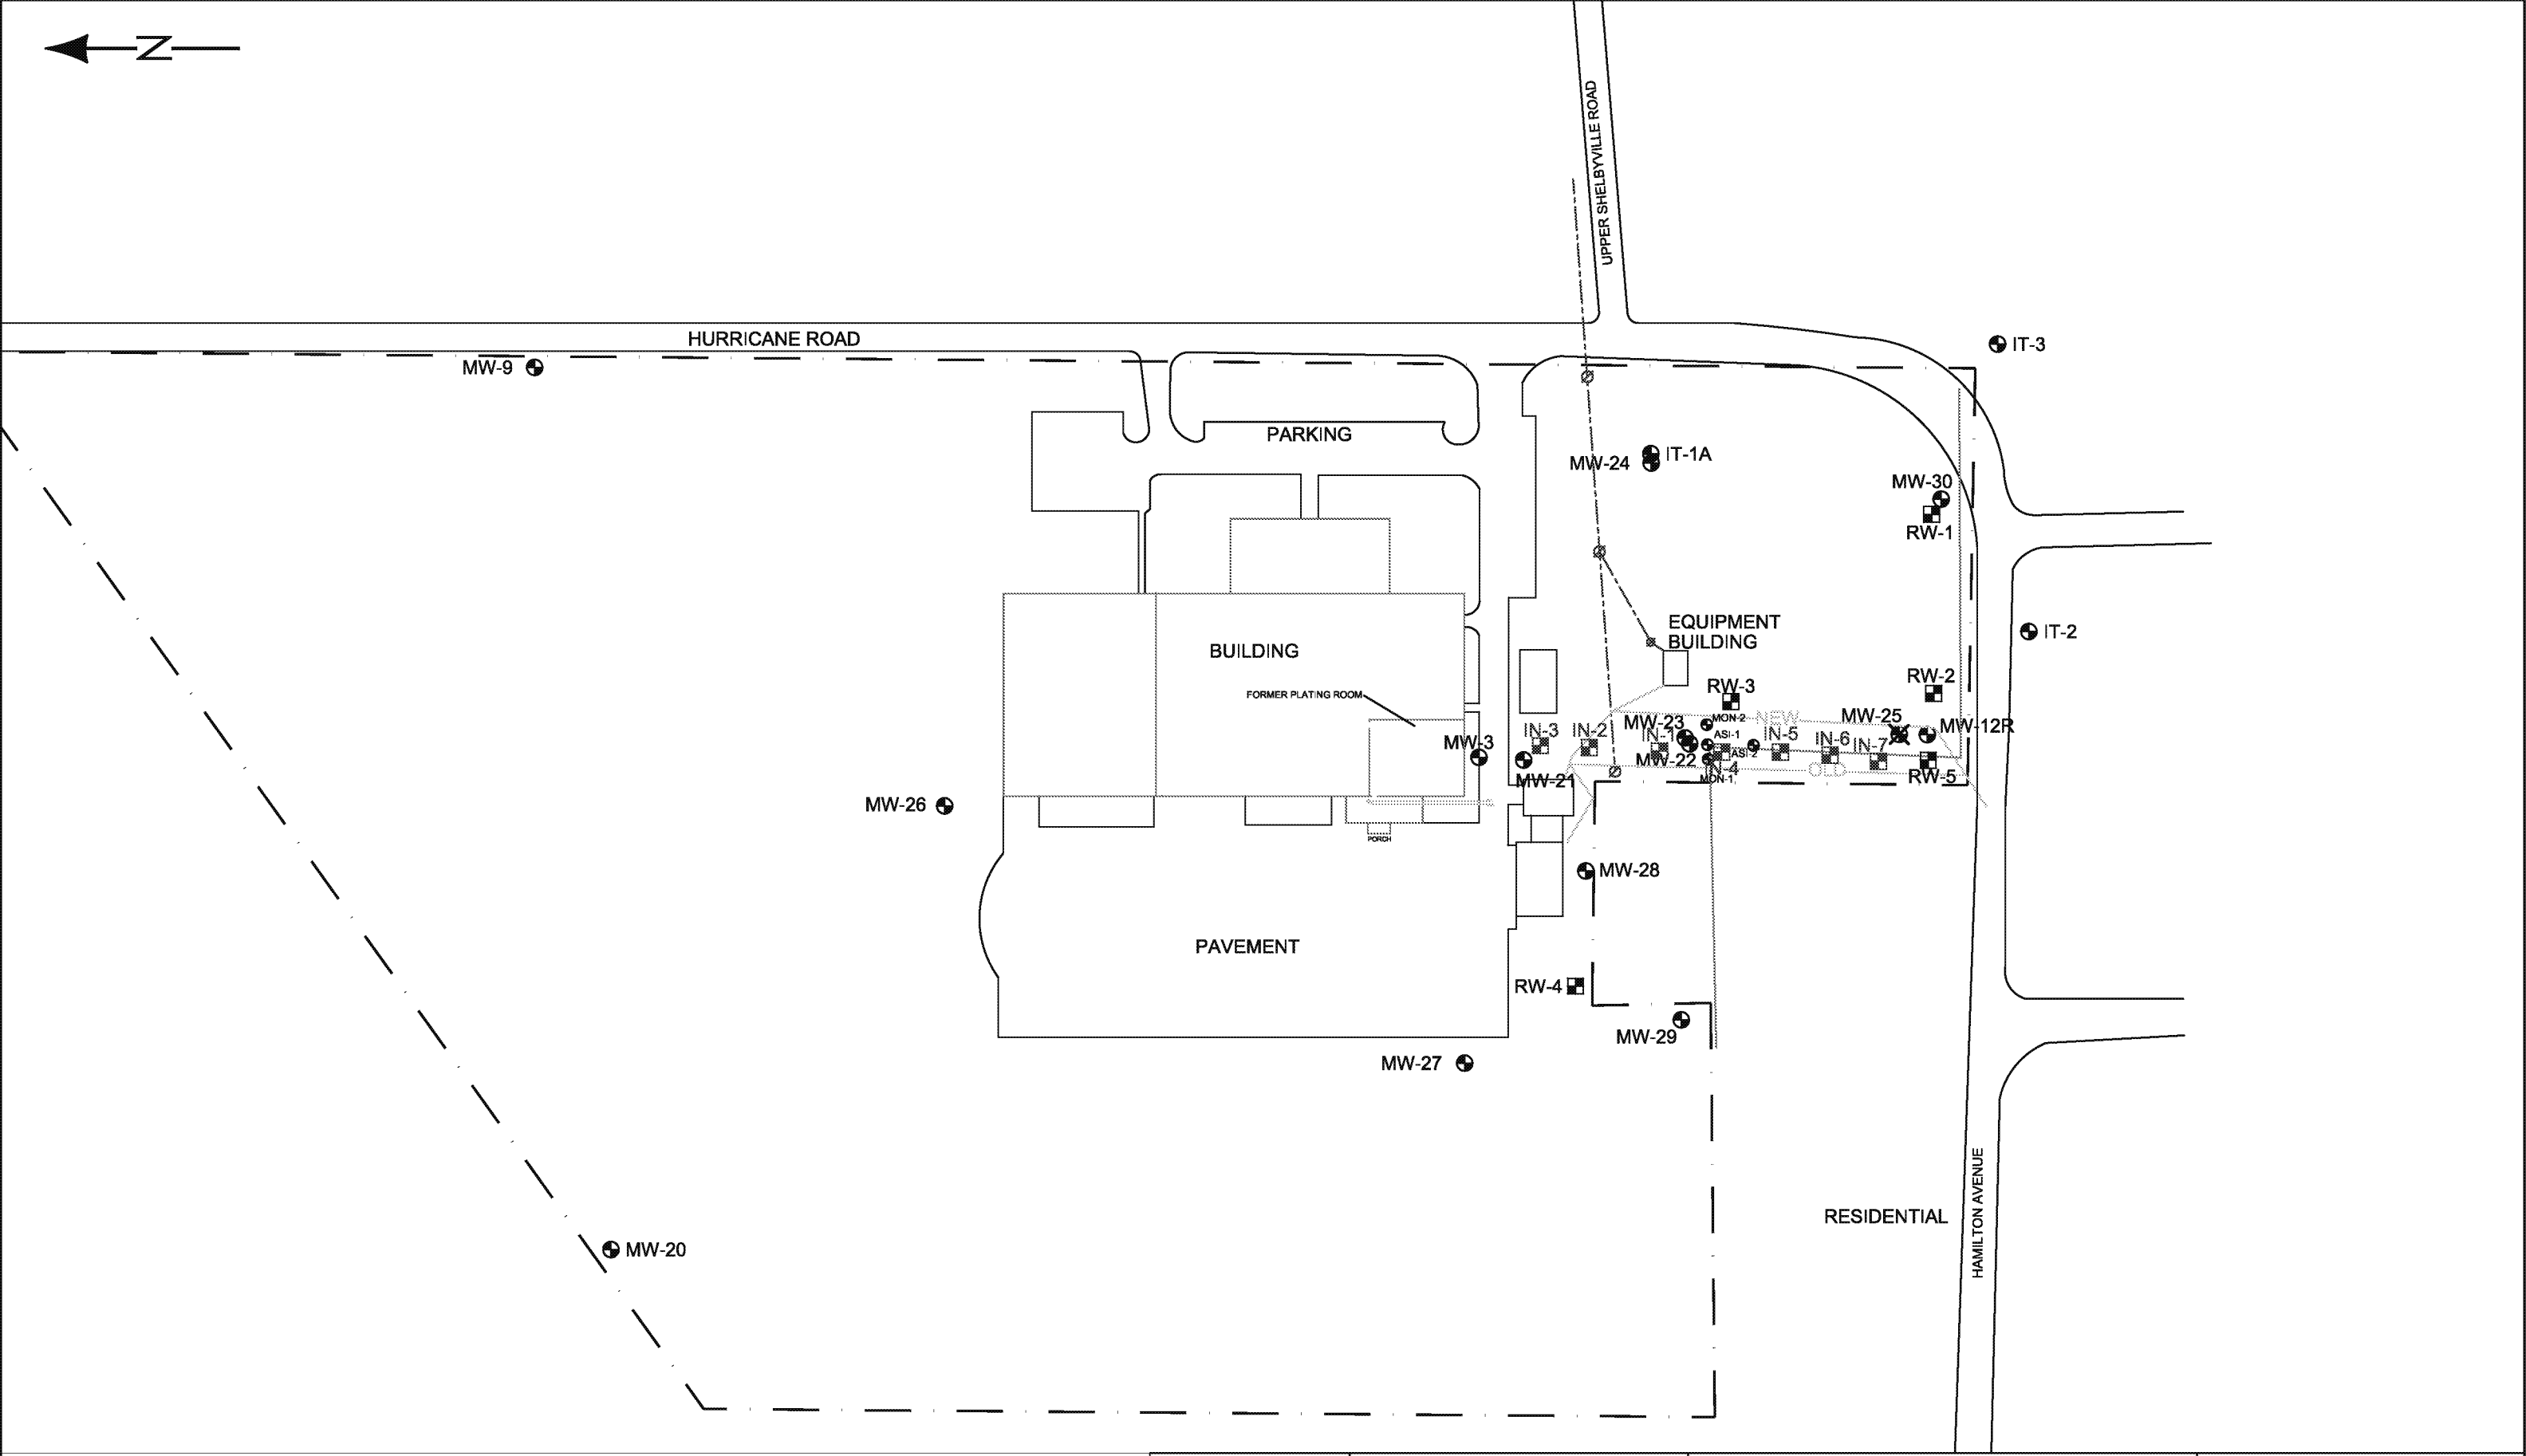 N
UPPER SHELBYVILLE ROAD
HURRICANE ROAD
IT-3
MW-9
PARKING
IT-1A
MW-24
MW-30
RW-1
EQUIPMENT
BUILDING
IT-2
BUILDING
RW-2
RW-3
FORMER PLATING ROOM
MON-2
NEW
MW-25
MW-23
MW-12R
IN-3
IN-2
IN-1
ASI-1
IN-5
IN-6
IN-7
MW-3
ASI-2
MW-22
IN-4
OLD
RW-5
MON-1
MW-21
MW-26
PORCH
MW-28
PAVEMENT
RW-4
MW-29
MW-27
RESIDENTIAL
HAMILTON AVENUE
MW-20